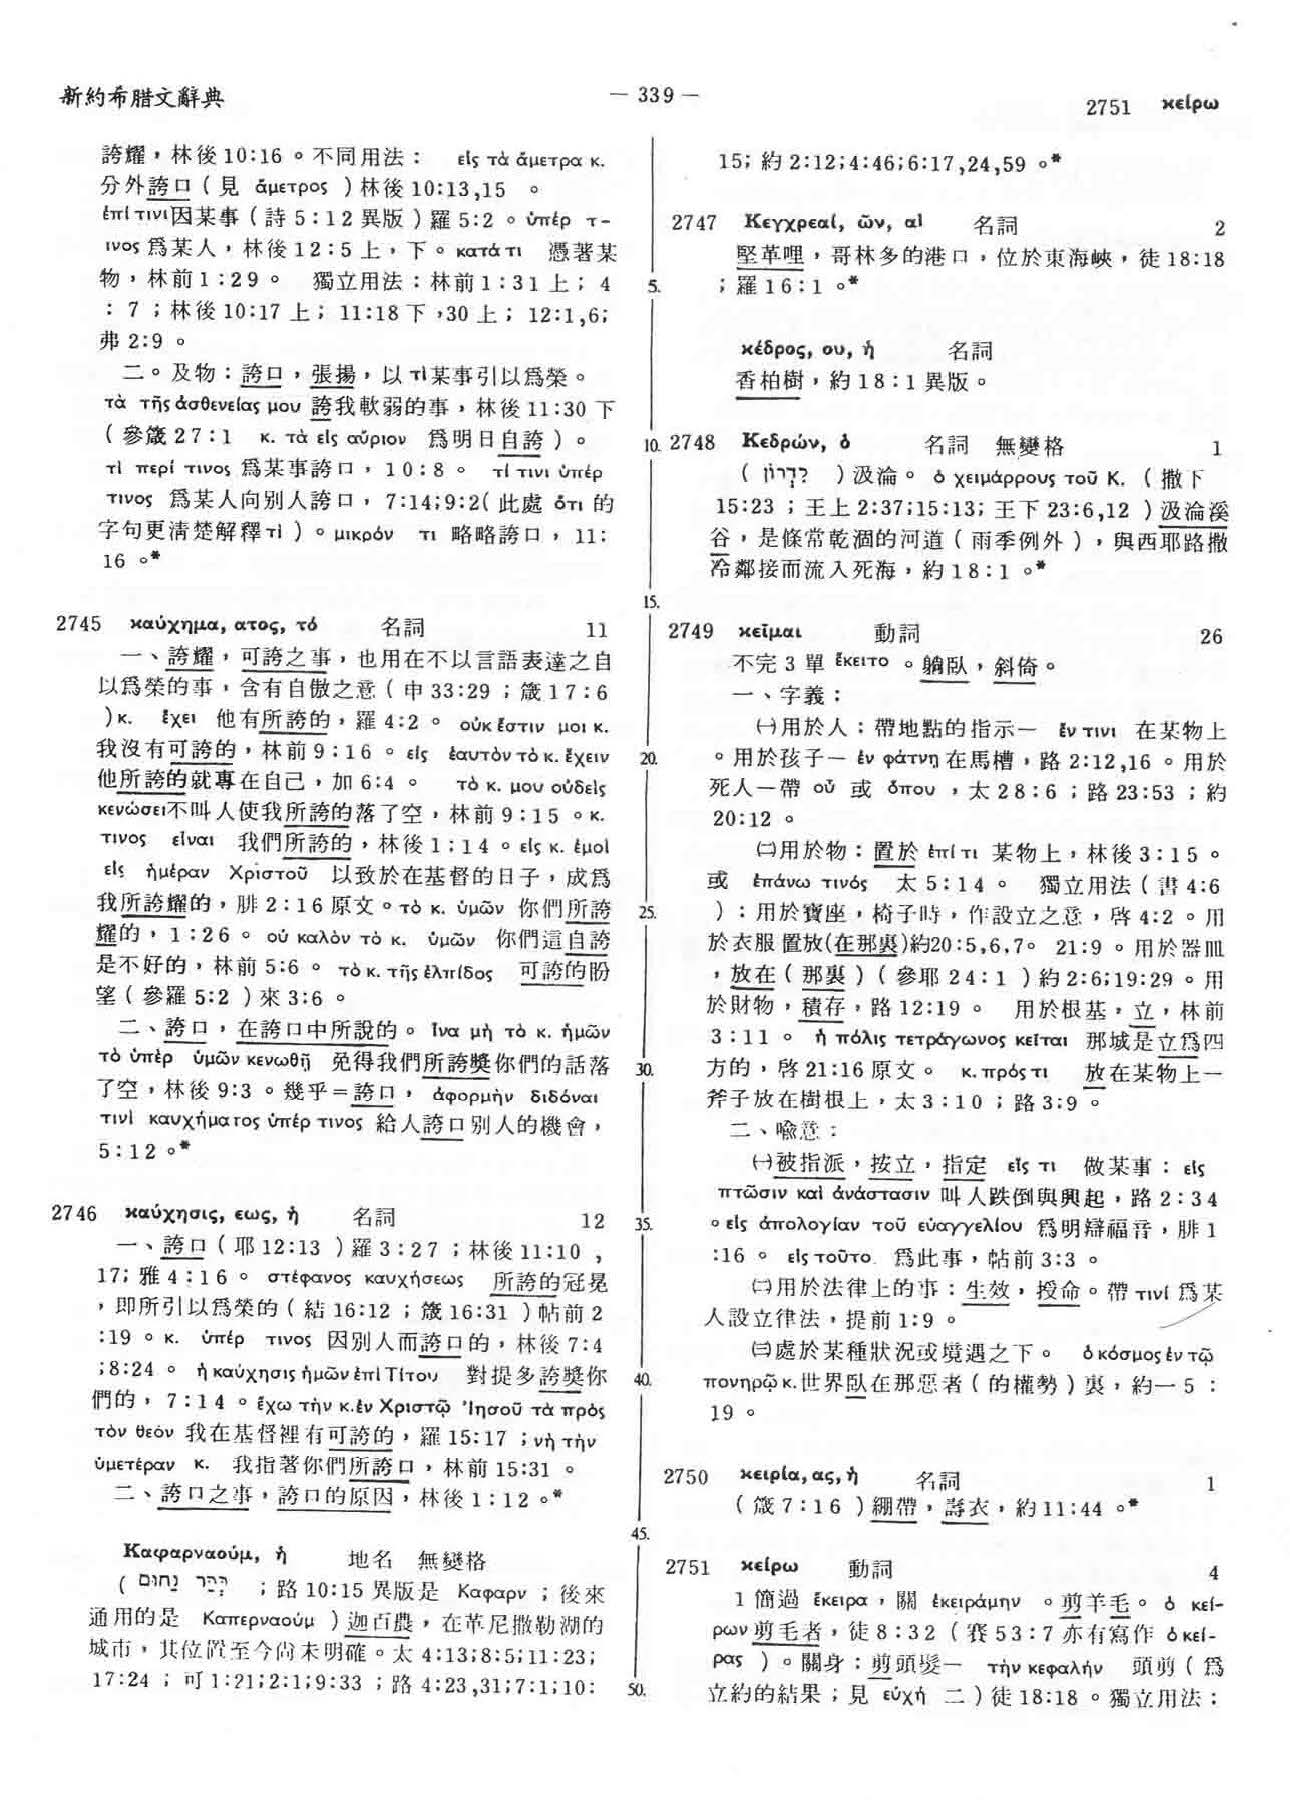 新約希腊文辭典
— 339 —
2751 κείρω
誇耀，林後10:16。不同用法： εἰς τὰ ἄμετρα κ.
分外誇口（見 ἄμετρος ）林後10:13,15 。
ἐπί τινι因某事（詩5:12異版）羅5:2。ὑπέρ τ-
ινος 爲某人，林後12:5上，下。κατά τι 憑著某
物，林前1:29。 獨立用法：林前1:31上；4
: 7 ；林後10:17上； 11:18下,30上； 12:1,6;
弗2:9 。
二。及物：誇口，張揚，以τὶ某事引以爲榮。
τὰ τῆς ἀσθενείας μου 誇我軟弱的事，林後11:30下
（參箴27:1 κ. τὰ εἰς αὔριον 爲明日自誇）。
τὶ περί τινος 爲某事誇口，10:8。 τί τινι ὑπέρ
τινος 爲某人向別人誇口，7:14;9:2(此處 ὅτι 的
字句更清楚解釋τὶ）。μικρόν τι 略略誇口，11:
16 。*
2745 καύχημα, ατος, τό 名詞 11
一、誇耀，可誇之事，也用在不以言語表達之自
以爲榮的事，含有自傲之意（申33:29；箴17:6
)κ. ἔχει 他有所誇的，羅4:2。 οὐκ ἔστιν μοι κ.
我沒有可誇的，林前9:16。εἰς ἑαυτὸν τὸ κ. ἔχειν
他所誇的就專在自己，加6:4。 τὸ κ. μου οὐδεὶς
κενώσει不叫人使我所誇的落了空，林前9:15。κ.
τινος εἶναι 我們所誇的，林後1;14。εἰς κ. ἐμοὶ
εἰς ἡμέραν Χριστοῦ 以致於在基督的日子，成爲
我所誇耀的，腓2:16原文。τὸ κ. ὑμῶν 你們所誇
耀的，1:26。οὐ καλὸν τὸ κ. ὑμῶν 你們這自誇
是不好的，林前5:6。 τὸ κ. τῆς ἐλπίδος 可誇的盼
望（參羅5:2）來3:6。
二、誇口，在誇口中所說的。ἵνα μὴ τὸ κ. ἡμῶν
τὸ ὑπὲρ ὑμῶν κενωθῇ 免得我們所誇獎你們的話落
了空，林後9:3。幾乎＝誇口， ἀφορμὴν διδόναι
τινὶ καυχήματος ὑπέρ τινος 給人誇口別人的機會，
5:12。*
2746 καύχησις, εως, ἡ 名詞 12
一、誇口（耶12:13）羅3:27；林後11:10 ,
17; 雅4:16。 στέφανος καυχήσεως 所誇的冠冕
，即所引以爲榮的（結16:12；箴16:31）帖前2
:19。κ. ὑπέρ τινος 因別人而誇口的，林後7:4
;8:24。 ἡ καύχησις ἡμῶν ἐπὶ Τίτου 對提多誇獎你
們的，7:14。ἔχω τὴν κ.ἐν Χριστῷ Ἰησοῦ τὰ πρὸς
τὸν θεόν 我在基督裡有可誇的，羅15:17；νὴ τὴν
ὑμετέραν κ. 我指著你們所誇口，林前15:31 。
二、誇口之事，誇口的原因，林後1:12。*
Καφαρναούμ, ἡ 地名 無變格
( כְּפַר נַחוּם ；路10:15異版是 Καφαρν ；後來
通用的是 Καπερναούμ ）迦百農，在革尼撒勒湖的
城市，其位置至今尚未明確。太4:13;8:5;11:23;
17:24；可1:21;2:1;9:33；路4:23,31;7:1;10:
5.
10.
15.
20.
25.
30.
35.
40.
45.
50.
15; 約2:12;4:46;6:17,24,59 。*
2747 Κεγχρεαί, ῶν, αἱ 名詞 2
堅革哩，哥林多的港口，位於東海峽，徒18:18
；羅16:1。*
κέδρος, ου, ἡ 名詞
香柏樹，約18:1異版。
2748 Κεδρών, ὁ 名詞 無變格 1
( קִדְרוֹן )汲淪。ὁ χειμάρρους τοῦ Κ. （撒下
15:23；王上2:37;15:13; 王下23:6,12）汲淪溪
谷，是條常乾涸的河道（雨季例外），與西耶路撒
冷鄰接而流入死海，約18:1。*
2749 κεῖμαι 動詞 26
不完3單 ἔκειτο 。躺臥，斜倚。
一、字義：
㈠用於人：帶地點的指示— ἔν τινι 在某物上
。用於孩子— ἐν φάτνῃ 在馬槽，路2:12,16。用於
死人—帶 οὗ 或 ὅπου ，太28:6；路23:53；約
20:12。
㈡用於物：置於 ἐπί τι 某物上，林後3:15。
或 ἐπάνω τινός 太5:14。 獨立用法（書4:6
）：用於寶座，椅子時，作設立之意，啓4:2。用
於衣服置放(在那裏)約20:5,6,7。 21:9。用於器皿
，放在（那裏）（參耶24:1）約2:6;19:29。用
於財物，積存，路12:19。 用於根基，立，林前
3:11。 ἡ πόλις τετράγωνος κεῖται 那城是立爲四
方的，啓21:16原文。 κ. πρός τι 放在某物上—
斧子放在樹根上，太3:10；路3:9。
二、喩意：
㈠被指派，按立，指定 εἴς τι 做某事：εἰς
πτῶσιν καὶ ἀνάστασιν 叫人跌倒與興起，路2:34
。εἰς ἀπολογίαν τοῦ εὐαγγελίου 爲明辯福音，腓1
:16。 εἰς τοῦτο. 爲此事，帖前3:3。
㈡用於法律上的事：生效，授命。帶 τινί 爲某
人設立律法，提前1:9。
㈢處於某種狀況或境遇之下。 ὁ κόσμος ἐν τῷ
πονηρῷ κ.世界臥在那惡者（的權勢）裏，約一5：
19。
2750 κειρία, ας, ἡ 名詞 1
（箴7:16）綳帶，壽衣，約11:44。*
2751 κείρω 動詞 4
1簡過 ἔκειρα，關 ἐκειράμην 。剪羊毛。ὁ κεί-
ρων剪毛者，徒8:32（賽53:7亦有寫作 ὁ κεί-
ρας ）。關身：剪頭髮— τὴν κεφαλήν 頭剪（爲
立約的結果；見 εὐχή 二）徒18:18。獨立用法：